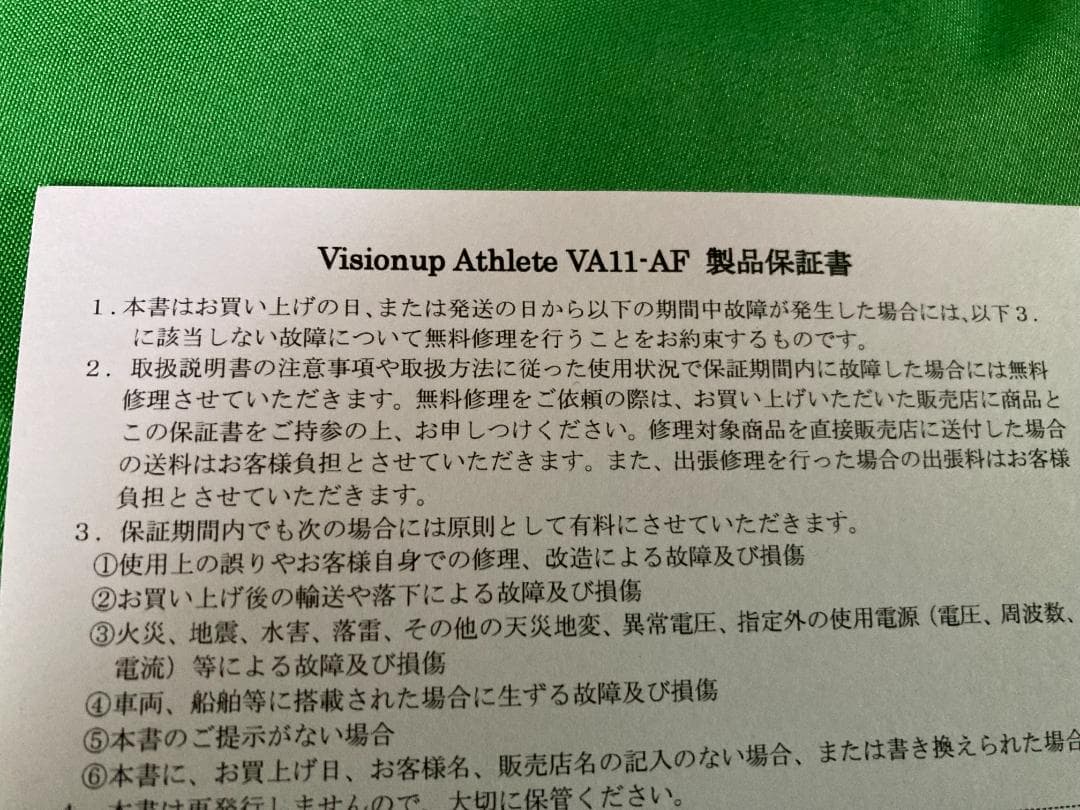 Visionup Athlete VA11-AF 製品保証書
1．本書はお買い上げの日、または発送の日から以下の期間中故障が発生した場合には、以下3．
に該当しない故障について無料修理を行うことをお約束するものです。
2．取扱説明書の注意事項や取扱方法に従った使用状況で保証期間内に故障した場合には無料
修理させていただきます。無料修理をご依頼の際は、お買い上げいただいた販売店に商品と
この保証書をご持参の上、お申しつけください。修理対象商品を直接販売店に送付した場合
の送料はお客様負担とさせていただきます。また、出張修理を行った場合の出張料はお客様
負担とさせていただきます。
3．保証期間内でも次の場合には原則として有料にさせていただきます。
①使用上の誤りやお客様自身での修理、改造による故障及び損傷
②お買い上げ後の輸送や落下による故障及び損傷
③火災、地震、水害、落雷、その他の天災地変、異常電圧、指定外の使用電源（電圧、周波数、
電流）等による故障及び損傷
④車両、船舶等に搭載された場合に生ずる故障及び損傷
⑤本書のご提示がない場合
⑥本書に、お買上げ日、お客様名、販売店名の記入のない場合、または書き換えられた場合
4．本書は再発行しませんので、大切に保管ください。